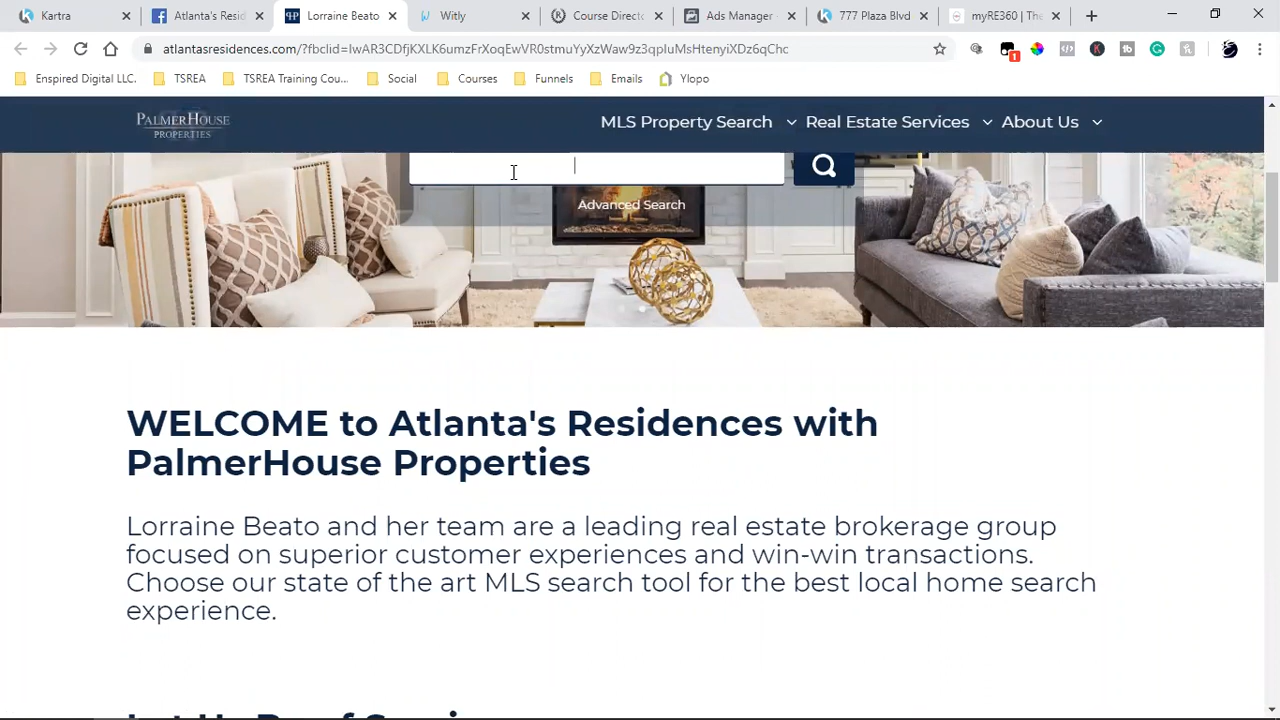 Kartra
Atlanta's Resid
Lorraine Beato
Witly
Course Direct
Ads Manager
777 Plaza Blvd
myRE360 | The
atlantasresidences.com/?fbclid=IwAR3CDfjKXLK6umzFrXoqEwVR0stmuYyXzWaw9z3qpIuMsHtenyiXDz6qChc
1
Enspired Digital LLC.
TSREA
TSREA Training Cou...
Social
Courses
Funnels
Emails
Ylopo
PALMERHOUSE
PROPERTIES
MLS Property Search
Real Estate Services
About Us
Advanced Search
WELCOME to Atlanta's Residences with
PalmerHouse Properties
Lorraine Beato and her team are a leading real estate brokerage group
focused on superior customer experiences and win-win transactions.
Choose our state of the art MLS search tool for the best local home search
experience.